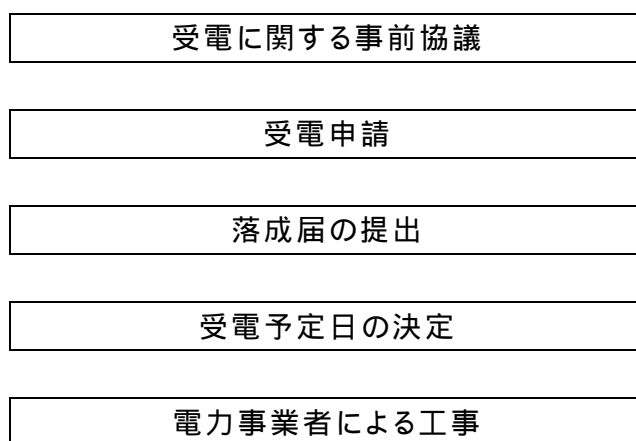 受電に関する事前協議
受電申請
落成届の提出
受電予定日の決定
電力事業者による工事